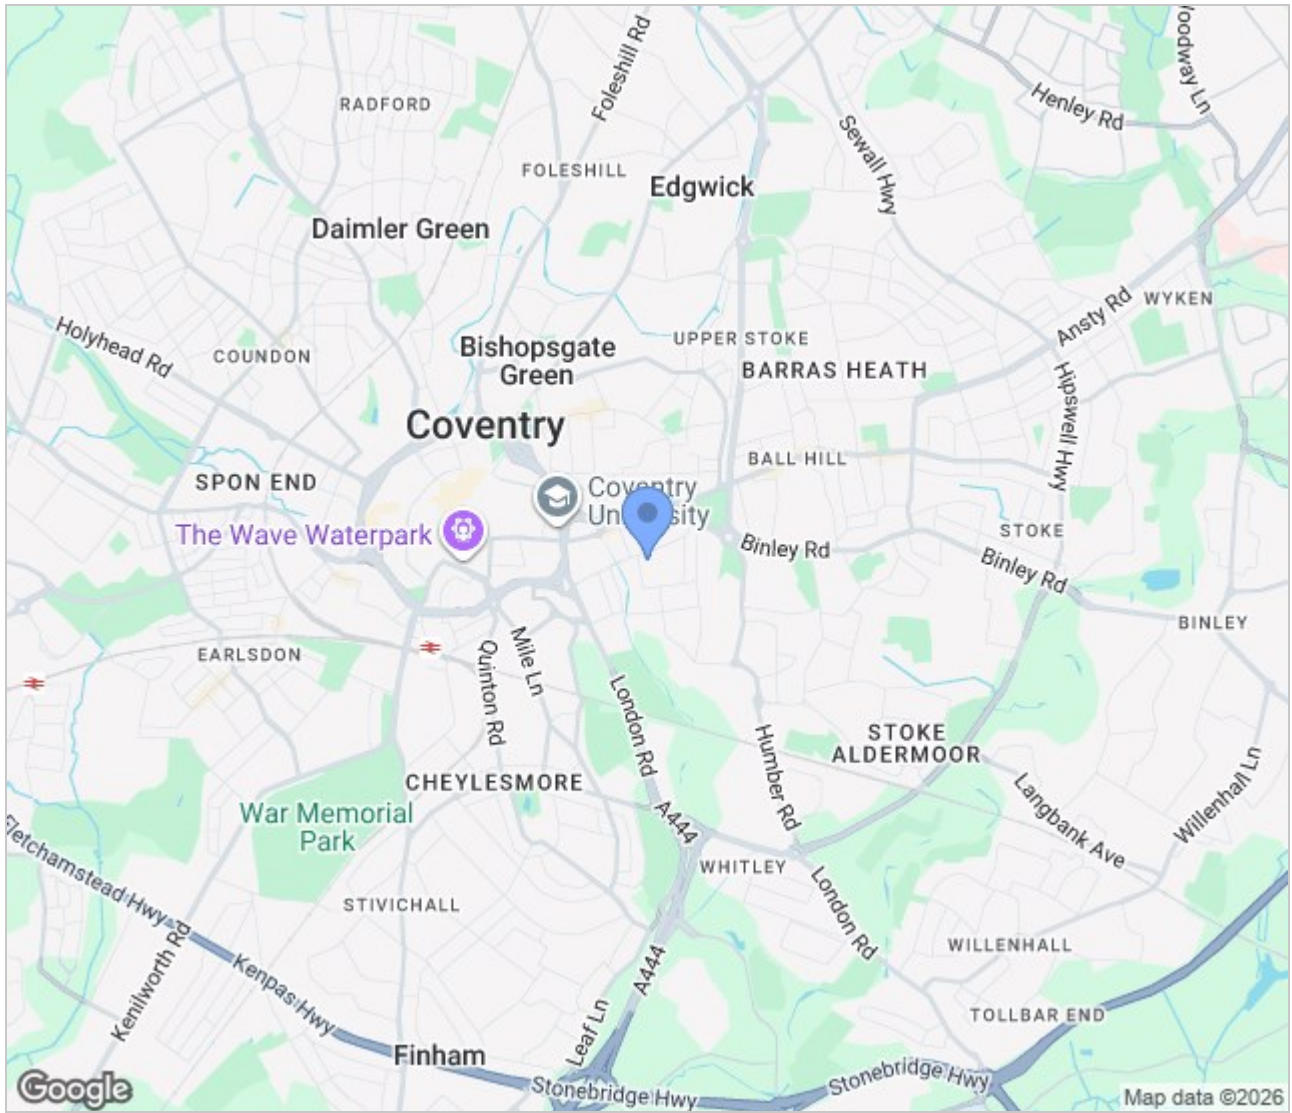 Foleshill Rd
RADFORD
Henley Rd
Sewall Hwy
FOLESHILL
Edgwick
Daimler Green
Ansty Rd
WYKEN
Holyhead Rd
COUNDON
Bishopsgate
Green
UPPER STOKE
BARRAS HEATH
Hipswell Hwy
Coventry
BALL HILL
SPON END
Coventry
The Wave Waterpark
Binley Rd
STOKE
Binley Rd
BINLEY
EARLSDON
Quinton Rd
Mile Ln
London Rd
Humber Rd
STOKE
ALDERMOOR
CHEYLESMORE
War Memorial
Park
A444
Langbank Ave
Willenhall Ln
Fletchamstead Hwy
WHITLEY
STIVICHALL
London Rd
Kenilworth Rd
Kenpas Hwy
A444
WILLENHALL
TOLLBAR END
Leaf Ln
Finham
Stonebridge Hwy
Stonebridge Hwy
Google
Map data ©2026